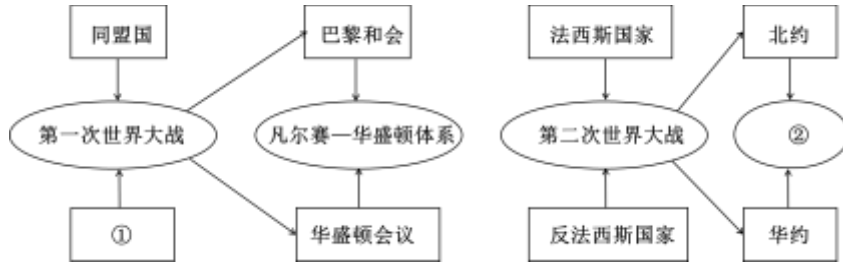 同盟国
巴黎和会
法西斯国家
北约
第一次世界大战
凡尔赛—华盛顿体系
第二次世界大战
②
①
华盛顿会议
反法西斯国家
华约